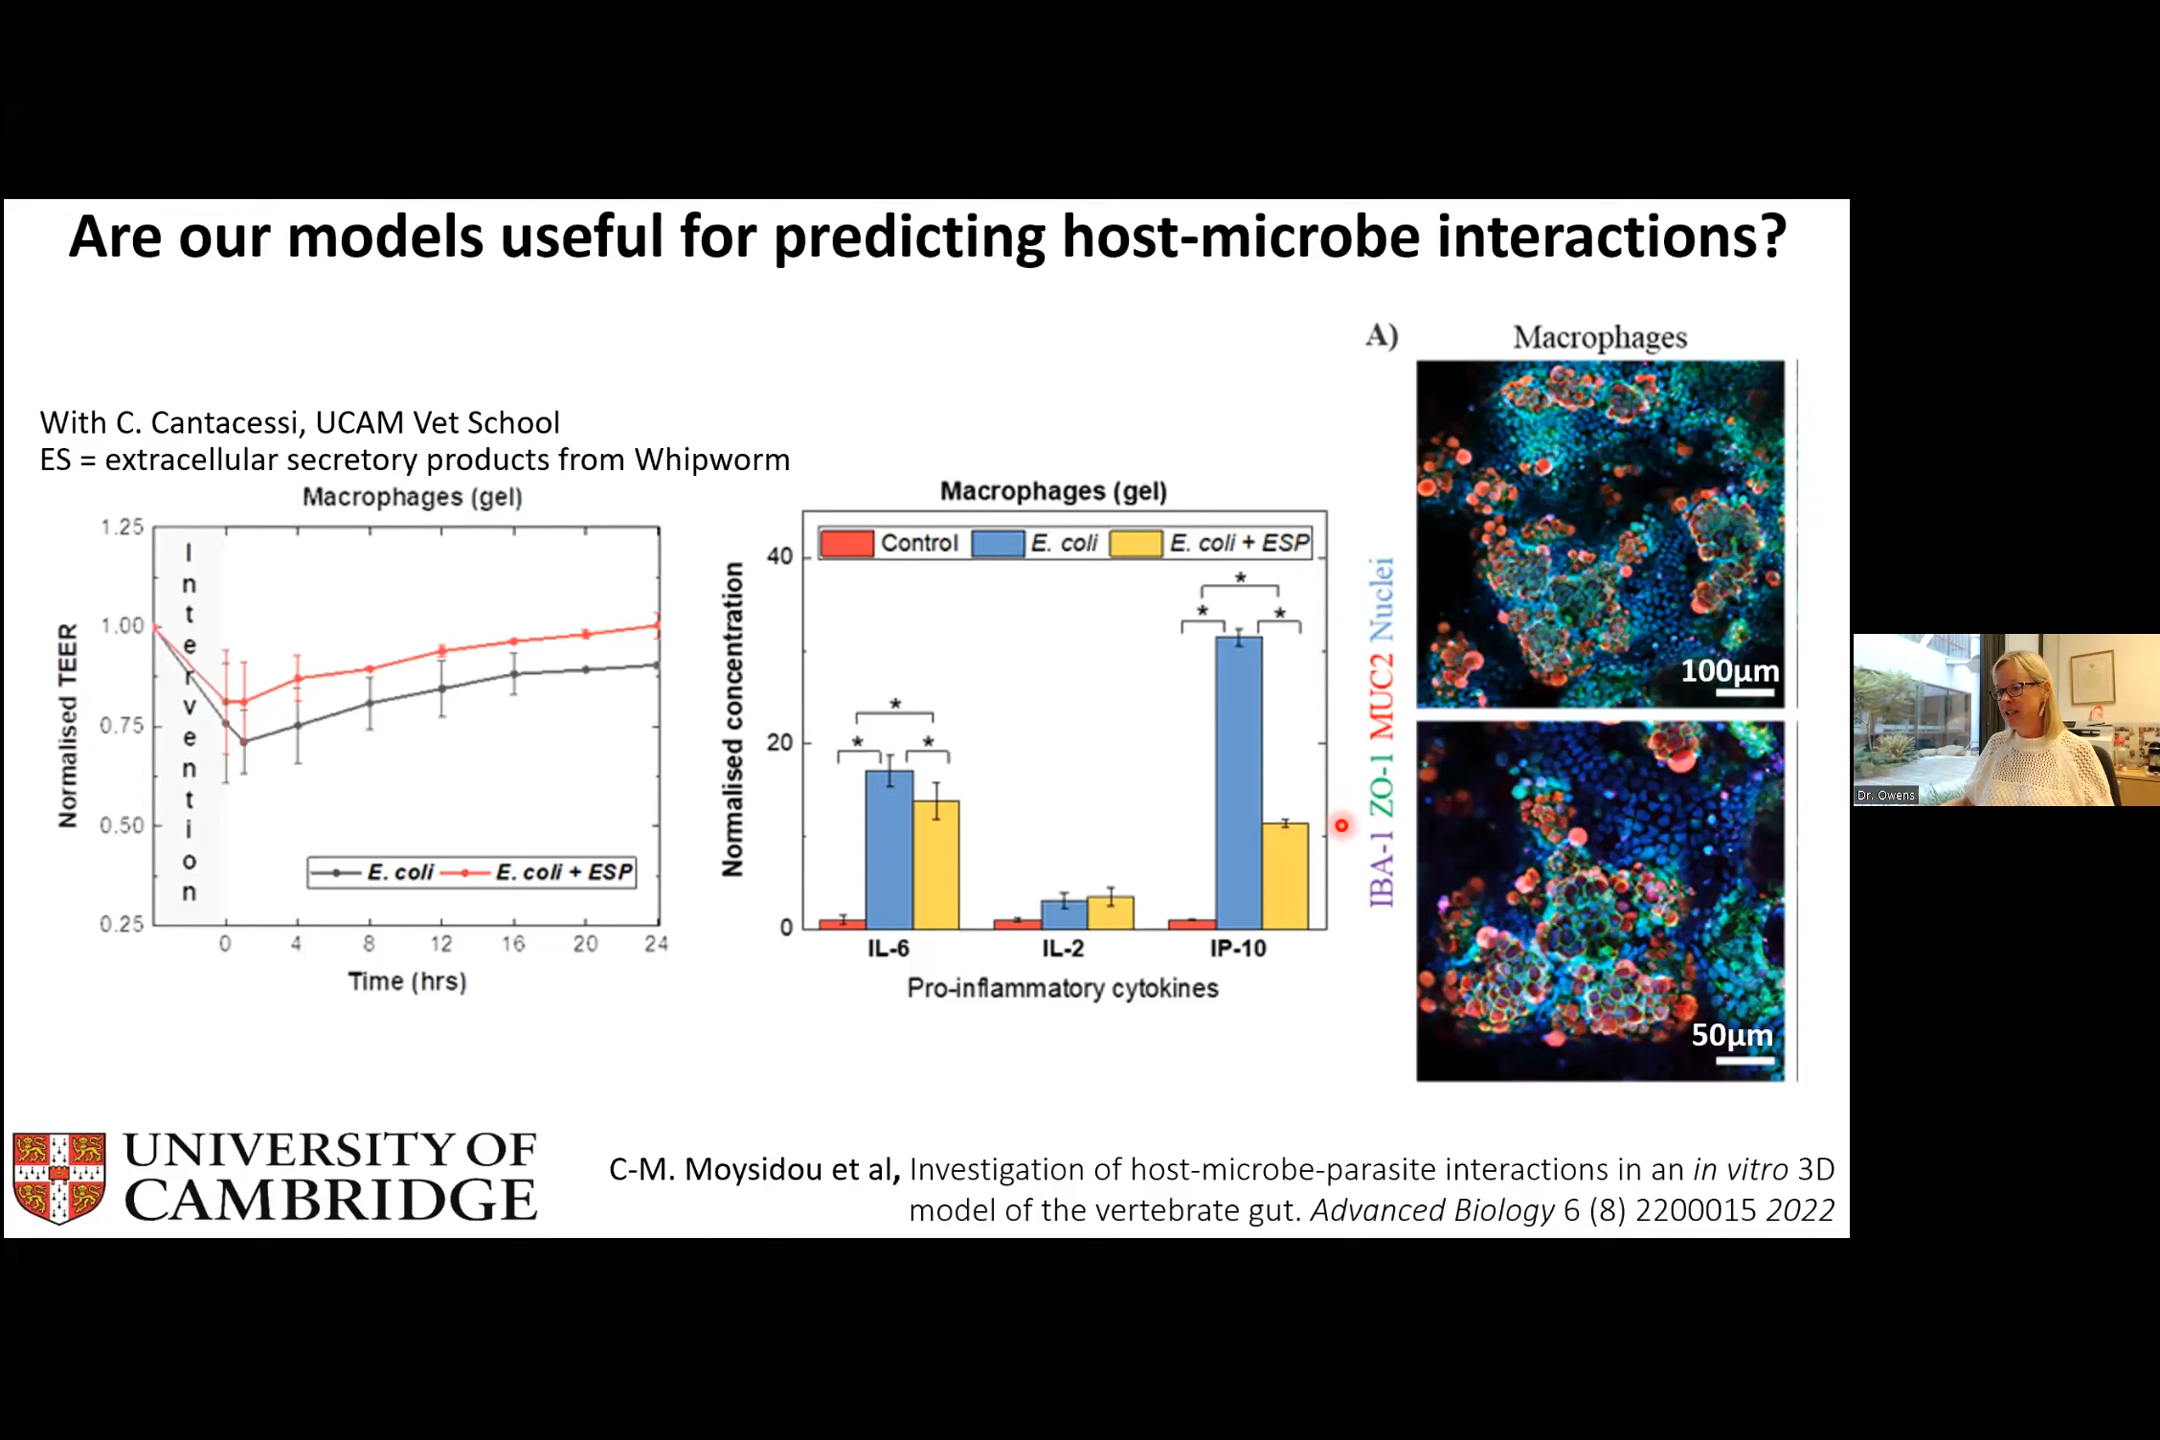 Are our models useful for predicting host-microbe interactions?
With C. Cantacessi, UCAM Vet School
ES = extracellular secretory products from Whipworm
Macrophages (gel)
1.25
1.00
0.75
0.50
0.25
Normalised TEER
Intervention
E. coli
E. coli + ESP
0 4 8 12 16 20 24
Time (hrs)
Macrophages (gel)
Control
E. coli
E. coli + ESP
40
20
0
Normalised concentration
* * *
* * *
IL-6 IL-2 IP-10
Pro-inflammatory cytokines
A) Macrophages
IBA-1 ZO-1 MUC2 Nuclei
100µm
50µm
Dr. Owens
UNIVERSITY OF
CAMBRIDGE
C-M. Moysidou et al, Investigation of host-microbe-parasite interactions in an in vitro 3D
model of the vertebrate gut. Advanced Biology 6 (8) 2200015 2022